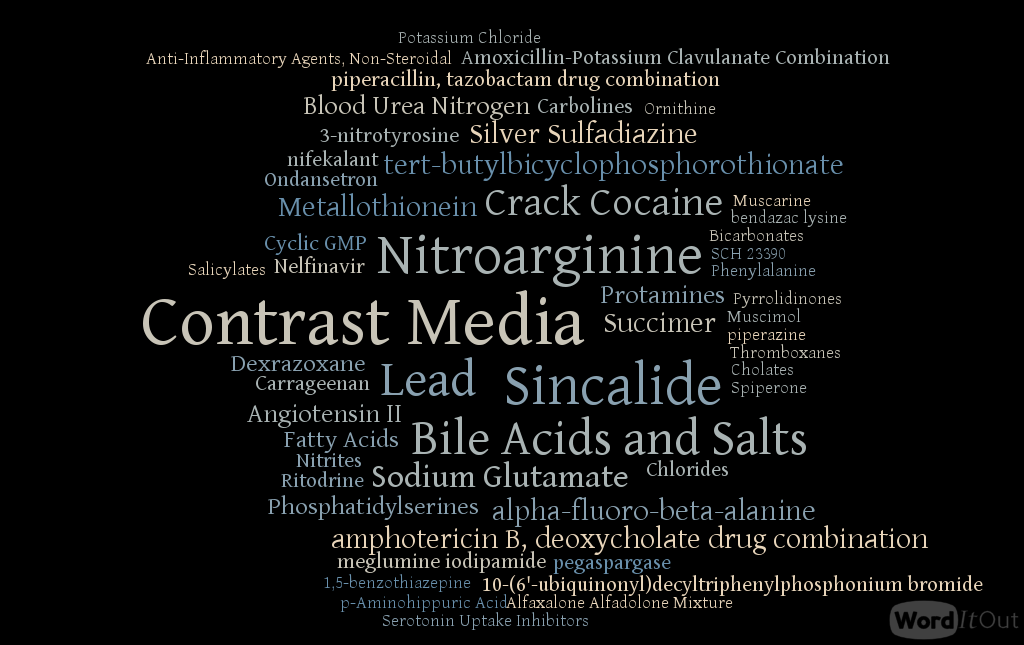 Potassium Chloride
Anti-Inflammatory Agents, Non-Steroidal Amoxicillin-Potassium Clavulanate Combination
piperacillin, tazobactam drug combination
Blood Urea Nitrogen Carbolines Ornithine
3-nitrotyrosine Silver Sulfadiazine
nifekalant tert-butylbicyclophosphorothionate
Ondansetron
Metallothionein Crack Cocaine Muscarine
bendazac lysine
Bicarbonates
Cyclic GMP Nitroarginine SCH 23390
Salicylates Nelfinavir Phenylalanine
Protamines Pyrrolidinones
Contrast Media Succimer Muscimol
piperazine
Thromboxanes
Dexrazoxane Cholates
Carrageenan Lead Sincalide Spiperone
Angiotensin II
Fatty Acids Bile Acids and Salts
Nitrites
Ritodrine Sodium Glutamate Chlorides
Phosphatidylserines alpha-fluoro-beta-alanine
amphotericin B, deoxycholate drug combination
meglumine iodipamide pegaspargase
1,5-benzothiazepine 10-(6'-ubiquinonyl)decyltriphenylphosphonium bromide
p-Aminohippuric Acid Alfaxalone Alfadolone Mixture
Serotonin Uptake Inhibitors
WordItOut